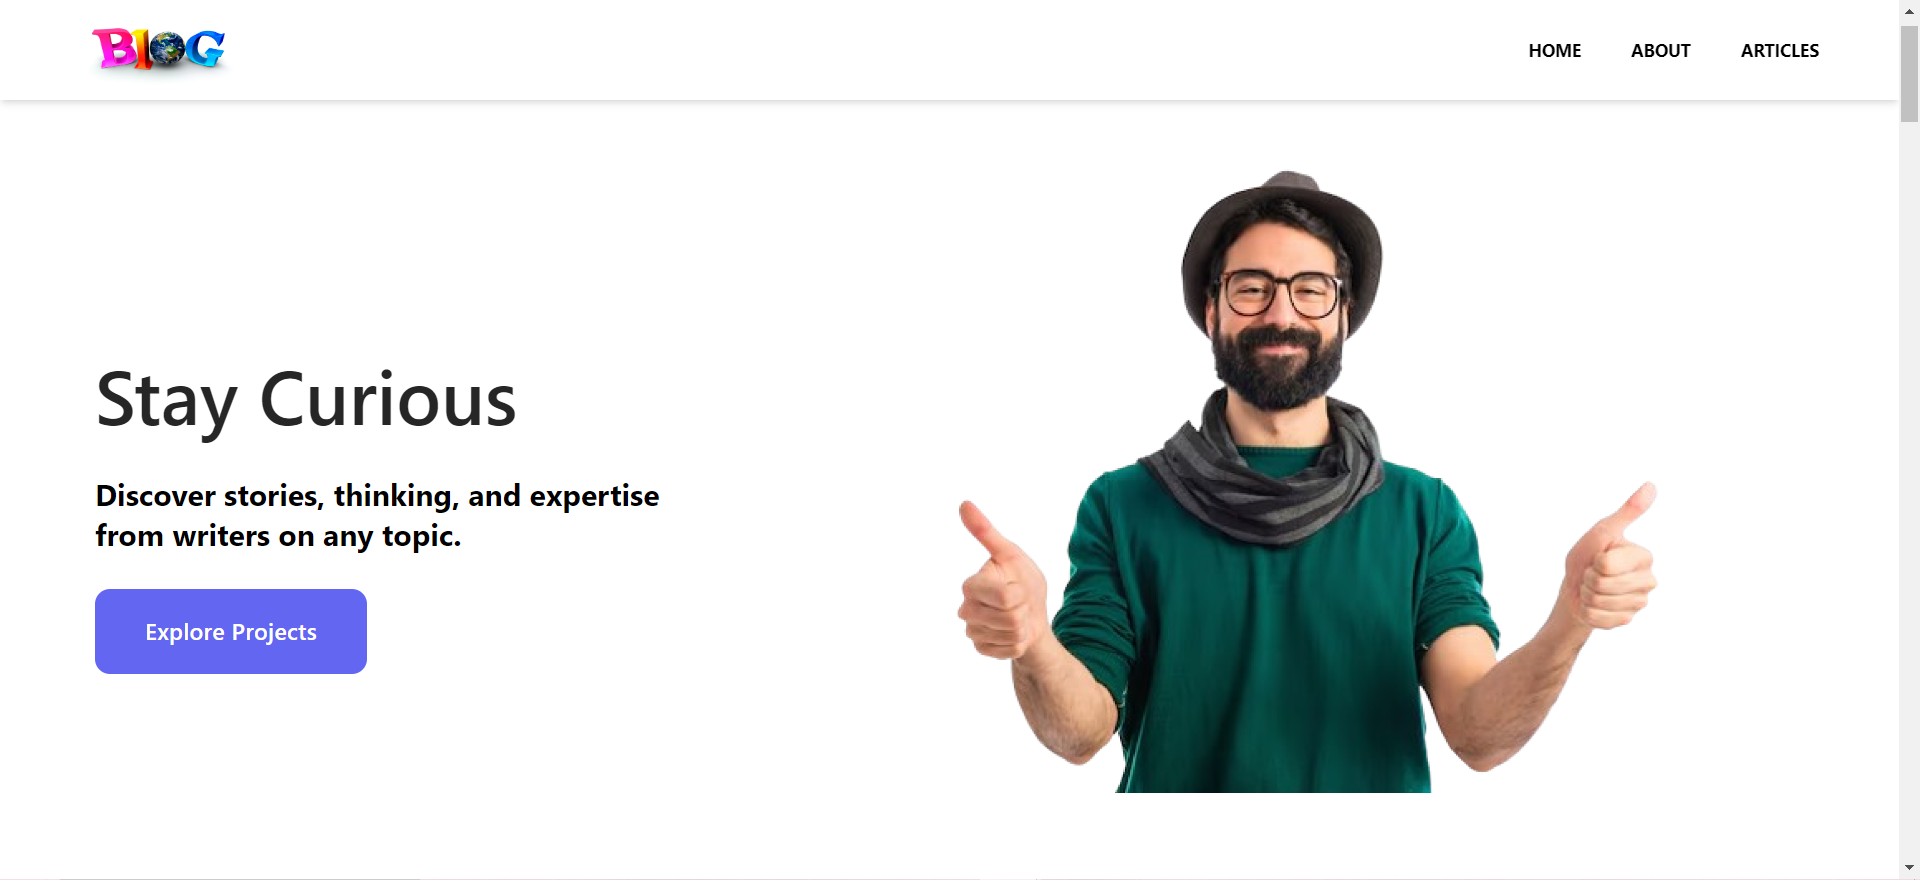 BLOG
HOME ABOUT ARTICLES
Stay Curious
Discover stories, thinking, and expertise
from writers on any topic.
Explore Projects